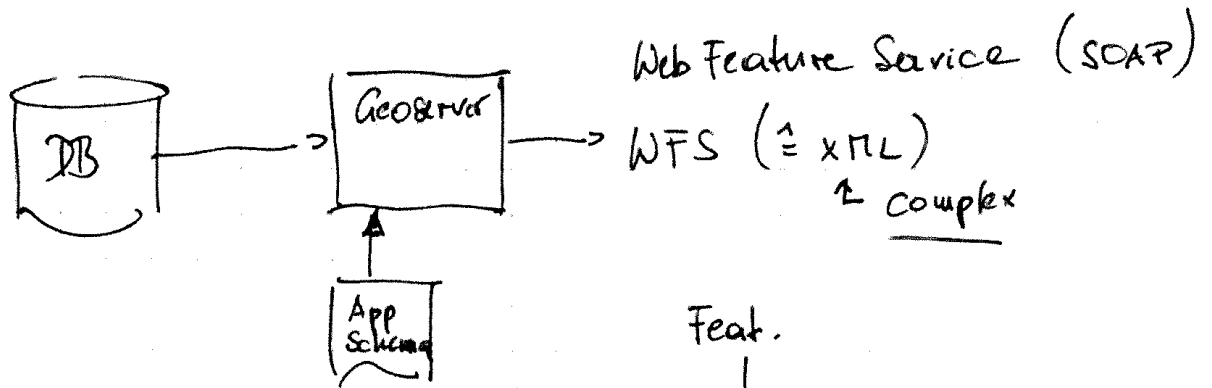 Web Feature Service (SOAP)
DB
Geoserver
WFS (≙ XML)
↑ complex
App
Schema
Feat.